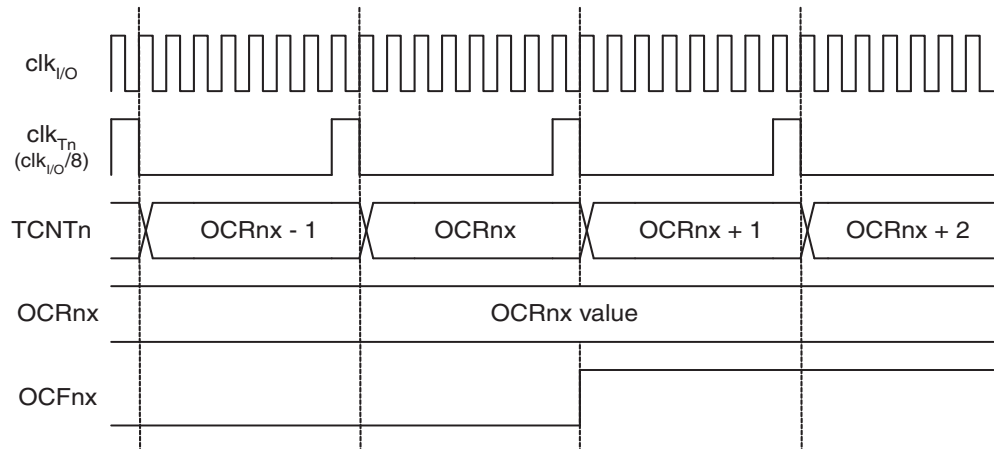 clkI/O
clkTn
(clkI/O/8)
TCNTn OCRnx - 1 OCRnx OCRnx + 1 OCRnx + 2
OCRnx OCRnx value
OCFnx